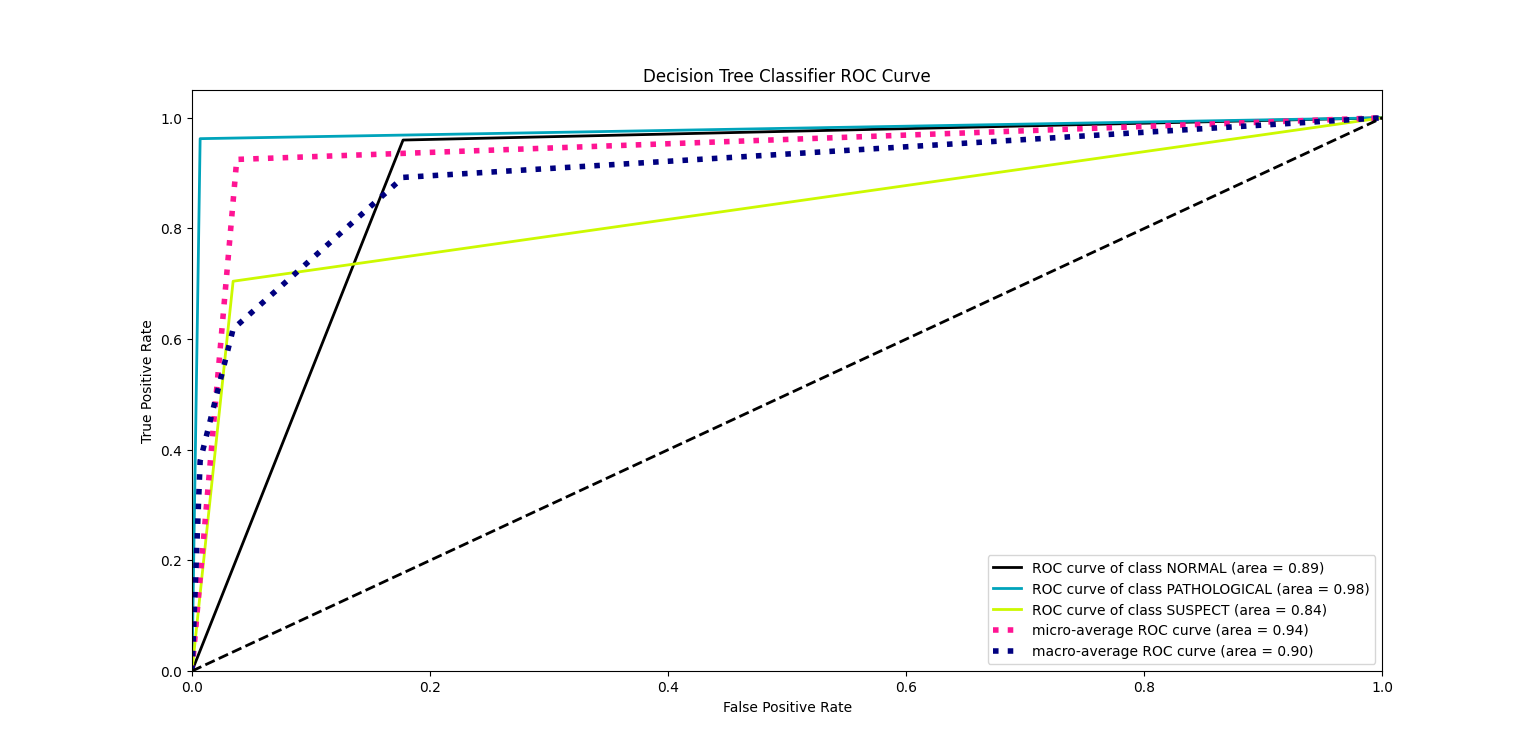 Decision Tree Classifier ROC Curve
1.0
0.8
0.6
0.4
0.2
0.0
True Positive Rate
0.0 0.2 0.4 0.6 0.8 1.0
False Positive Rate
ROC curve of class NORMAL (area = 0.89)
ROC curve of class PATHOLOGICAL (area = 0.98)
ROC curve of class SUSPECT (area = 0.84)
micro-average ROC curve (area = 0.94)
macro-average ROC curve (area = 0.90)